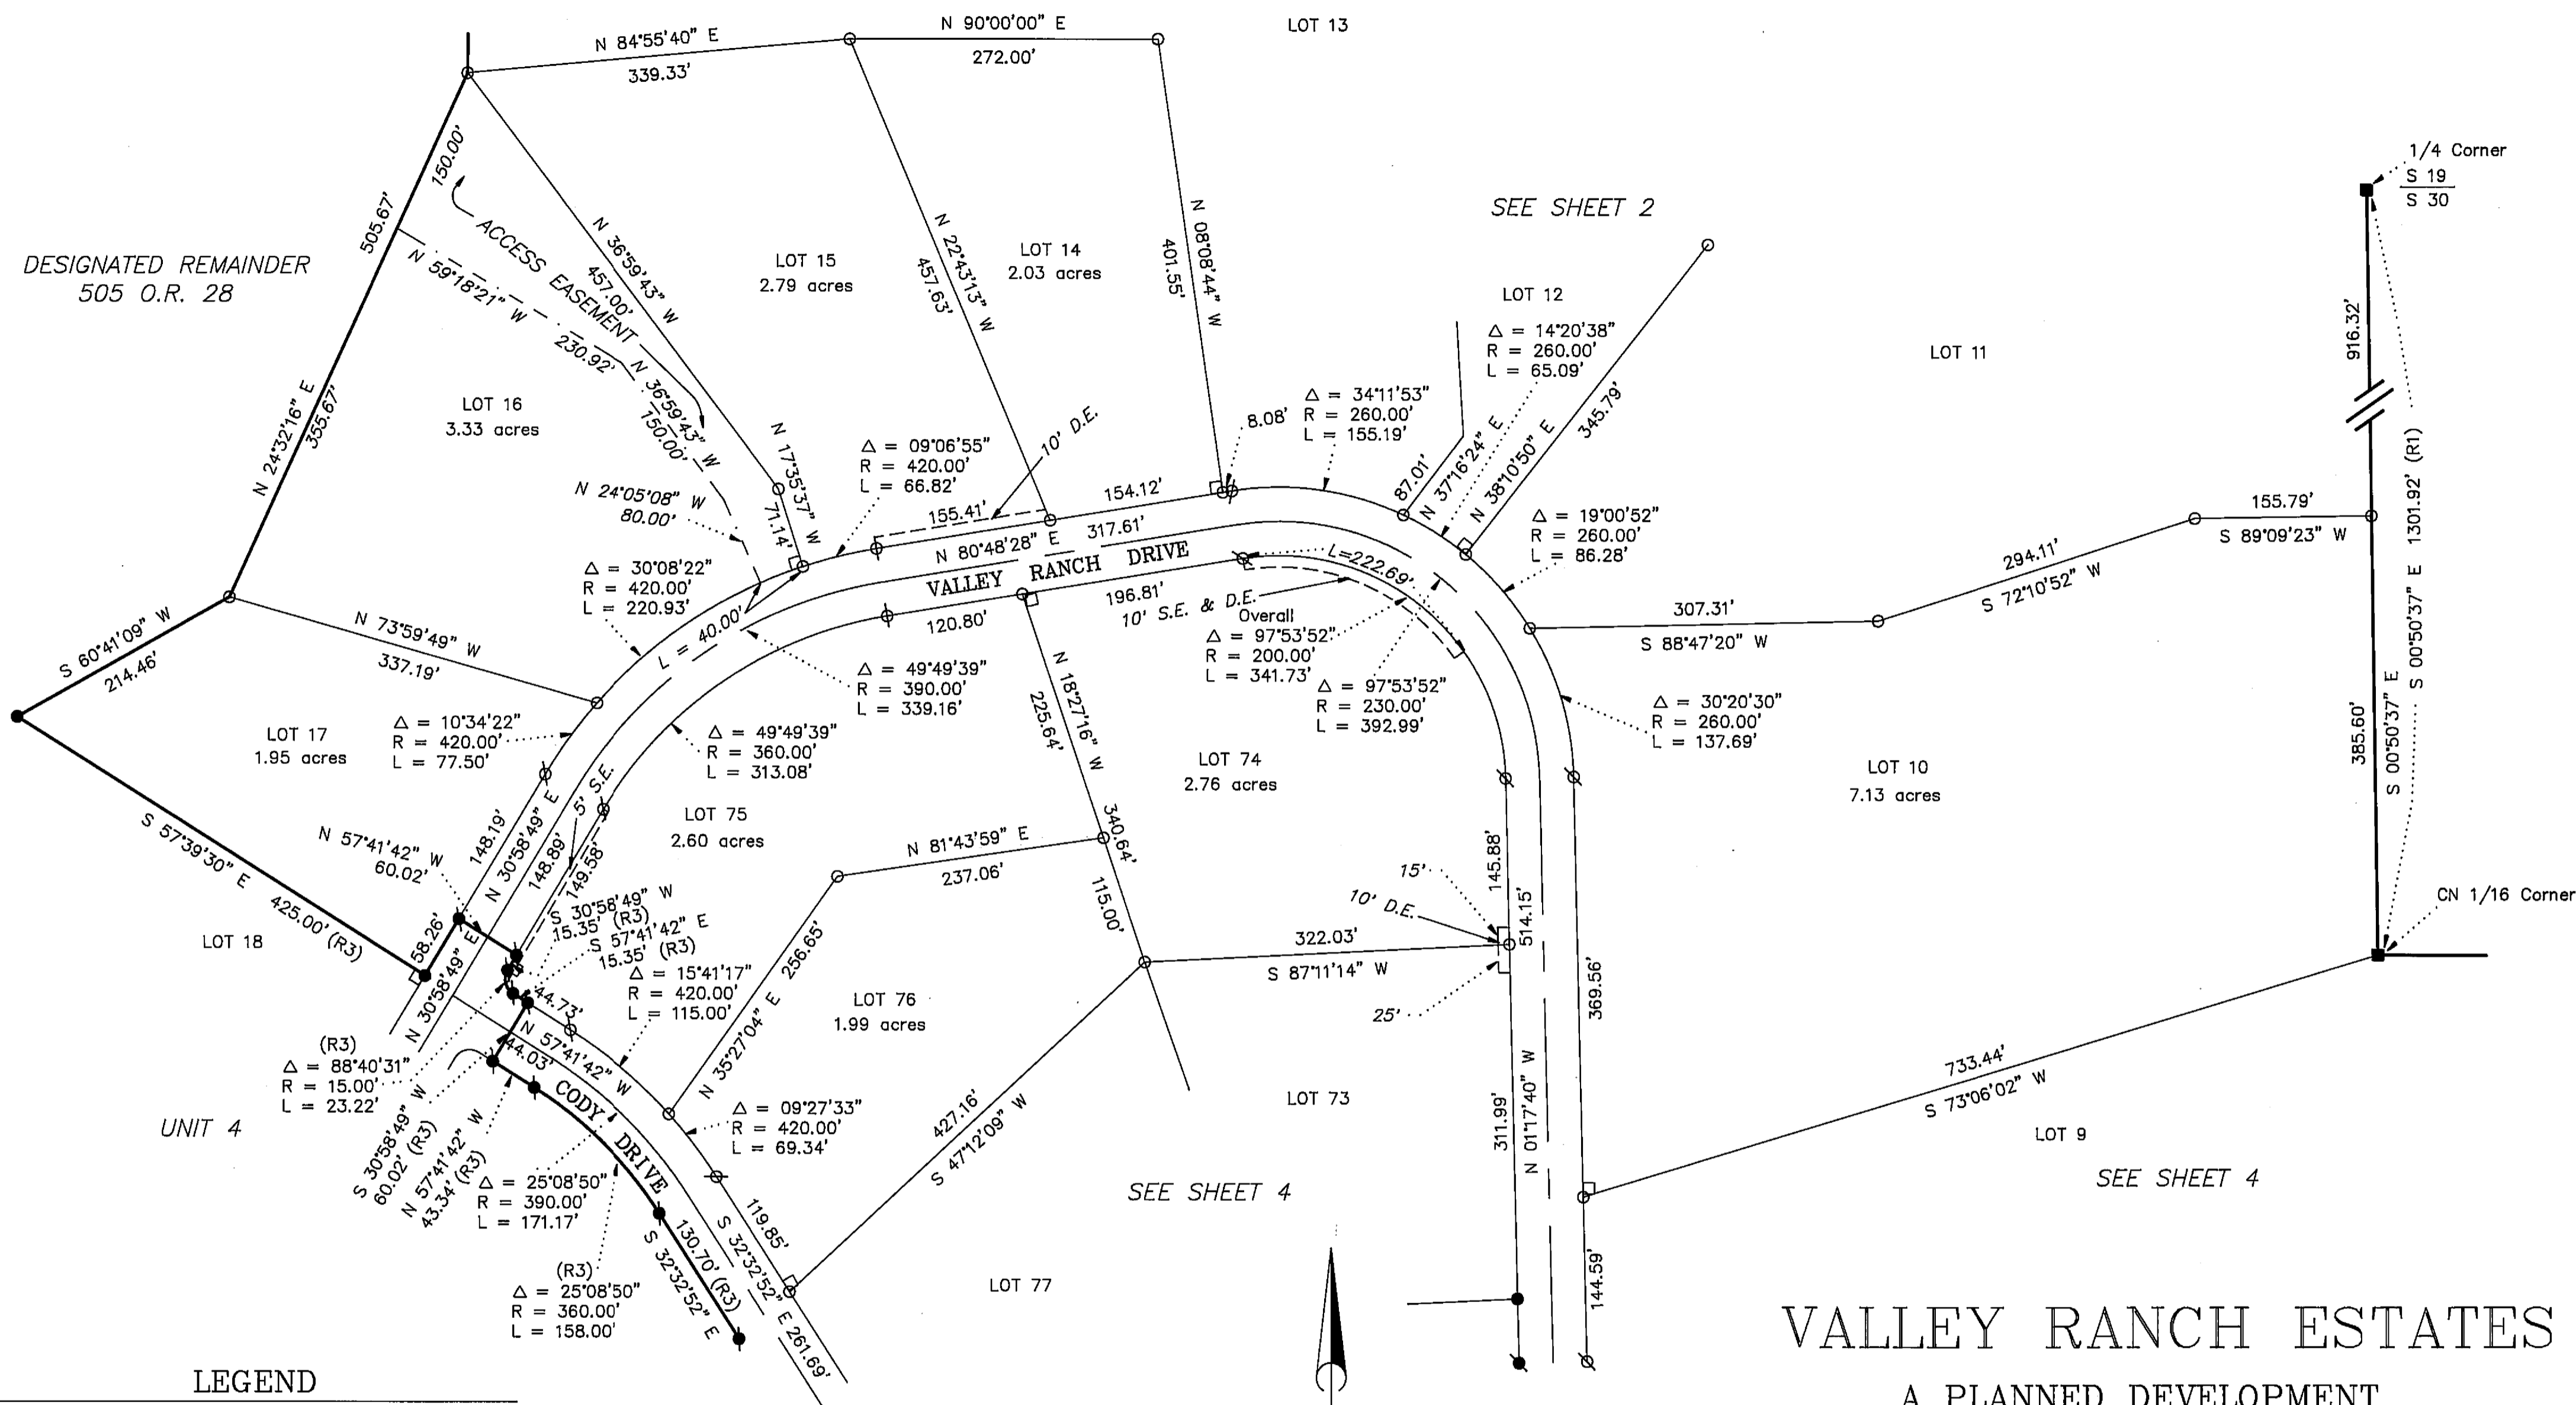 N 84°55'40" E
339.33'
N 90°00'00" E
272.00'
LOT 13
1/4 Corner
S 19
S 30
SEE SHEET 2
DESIGNATED REMAINDER
505 O.R. 28
505.67'
150.00'
ACCESS EASEMENT
N 59°18'21" W
230.92'
N 36°59'43" W
457.00'
N 36°59'43" W
150.00'
LOT 15
2.79 acres
N 22°43'13" W
457.63'
LOT 14
2.03 acres
N 08°08'44" W
401.55'
LOT 12
Δ = 14°20'38"
R = 260.00'
L = 65.09'
LOT 11
916.32'
S 00°50'37" E 1301.92' (R1)
N 24°32'16" E
355.67'
LOT 16
3.33 acres
N 17°35'37" W
71.14'
Δ = 09°06'55"
R = 420.00'
L = 66.82'
10' D.E.
8.08'
Δ = 34°11'53"
R = 260.00'
L = 155.19'
87.01'
N 37°16'24" E
N 38°10'50" E
345.79'
N 24°05'08" W
80.00'
155.41'
154.12'
N 80°48'28" E 317.61'
VALLEY RANCH DRIVE
L=222.69'
Δ = 19°00'52"
R = 260.00'
L = 86.28'
155.79'
S 89°09'23" W
294.11'
S 72°10'52" W
Δ = 30°08'22"
R = 420.00'
L = 220.93'
L = 40.00'
120.80'
196.81'
10' S.E. & D.E.
Overall
Δ = 97°53'52"
R = 200.00'
L = 341.73'
307.31'
S 88°47'20" W
S 60°41'09" W
214.46'
N 73°59'49" W
337.19'
Δ = 49°49'39"
R = 390.00'
L = 339.16'
Δ = 97°53'52"
R = 230.00'
L = 392.99'
Δ = 30°20'30"
R = 260.00'
L = 137.69'
LOT 17
1.95 acres
Δ = 10°34'22"
R = 420.00'
L = 77.50'
Δ = 49°49'39"
R = 360.00'
L = 313.08'
N 18°27'16" W
225.64'
LOT 74
2.76 acres
LOT 10
7.13 acres
385.60'
S 00°50'37" E
S 57°39'30" E
425.00' (R3)
N 57°41'42" W
60.02'
148.19'
N 30°58'49" E
148.89'
5' S.E.
149.58'
LOT 75
2.60 acres
N 81°43'59" E
237.06'
340.64'
115.00'
145.88'
15'
10' D.E.
514.15'
CN 1/16 Corner
LOT 18
58.26'
N 30°58'49" E
S 30°58'49" W
15.35' (R3)
S 57°41'42" E
15.35' (R3)
Δ = 15°41'17"
R = 420.00'
L = 115.00'
256.65'
N 35°27'04" E
LOT 76
1.99 acres
322.03'
S 87°11'14" W
25'
369.56'
44.73'
N 57°41'42" W
44.03'
(R3)
Δ = 88°40'31"
R = 15.00'
L = 23.22'
UNIT 4
CODY DRIVE
Δ = 09°27'33"
R = 420.00'
L = 69.34'
427.16'
S 47°12'09" W
LOT 73
311.99'
N 01°17'40" W
733.44'
S 73°06'02" W
LOT 9
SEE SHEET 4
S 30°58'49" W
60.02' (R3)
N 57°41'42" W
43.34' (R3)
Δ = 25°08'50"
R = 390.00'
L = 171.17'
SEE SHEET 4
119.85'
S 32°32'52" E 261.69'
130.70' (R3)
S 32°32'52" E
(R3)
Δ = 25°08'50"
R = 360.00'
L = 158.00'
LOT 77
144.59'
LEGEND
VALLEY RANCH ESTATES
A PLANNED DEVELOPMENT